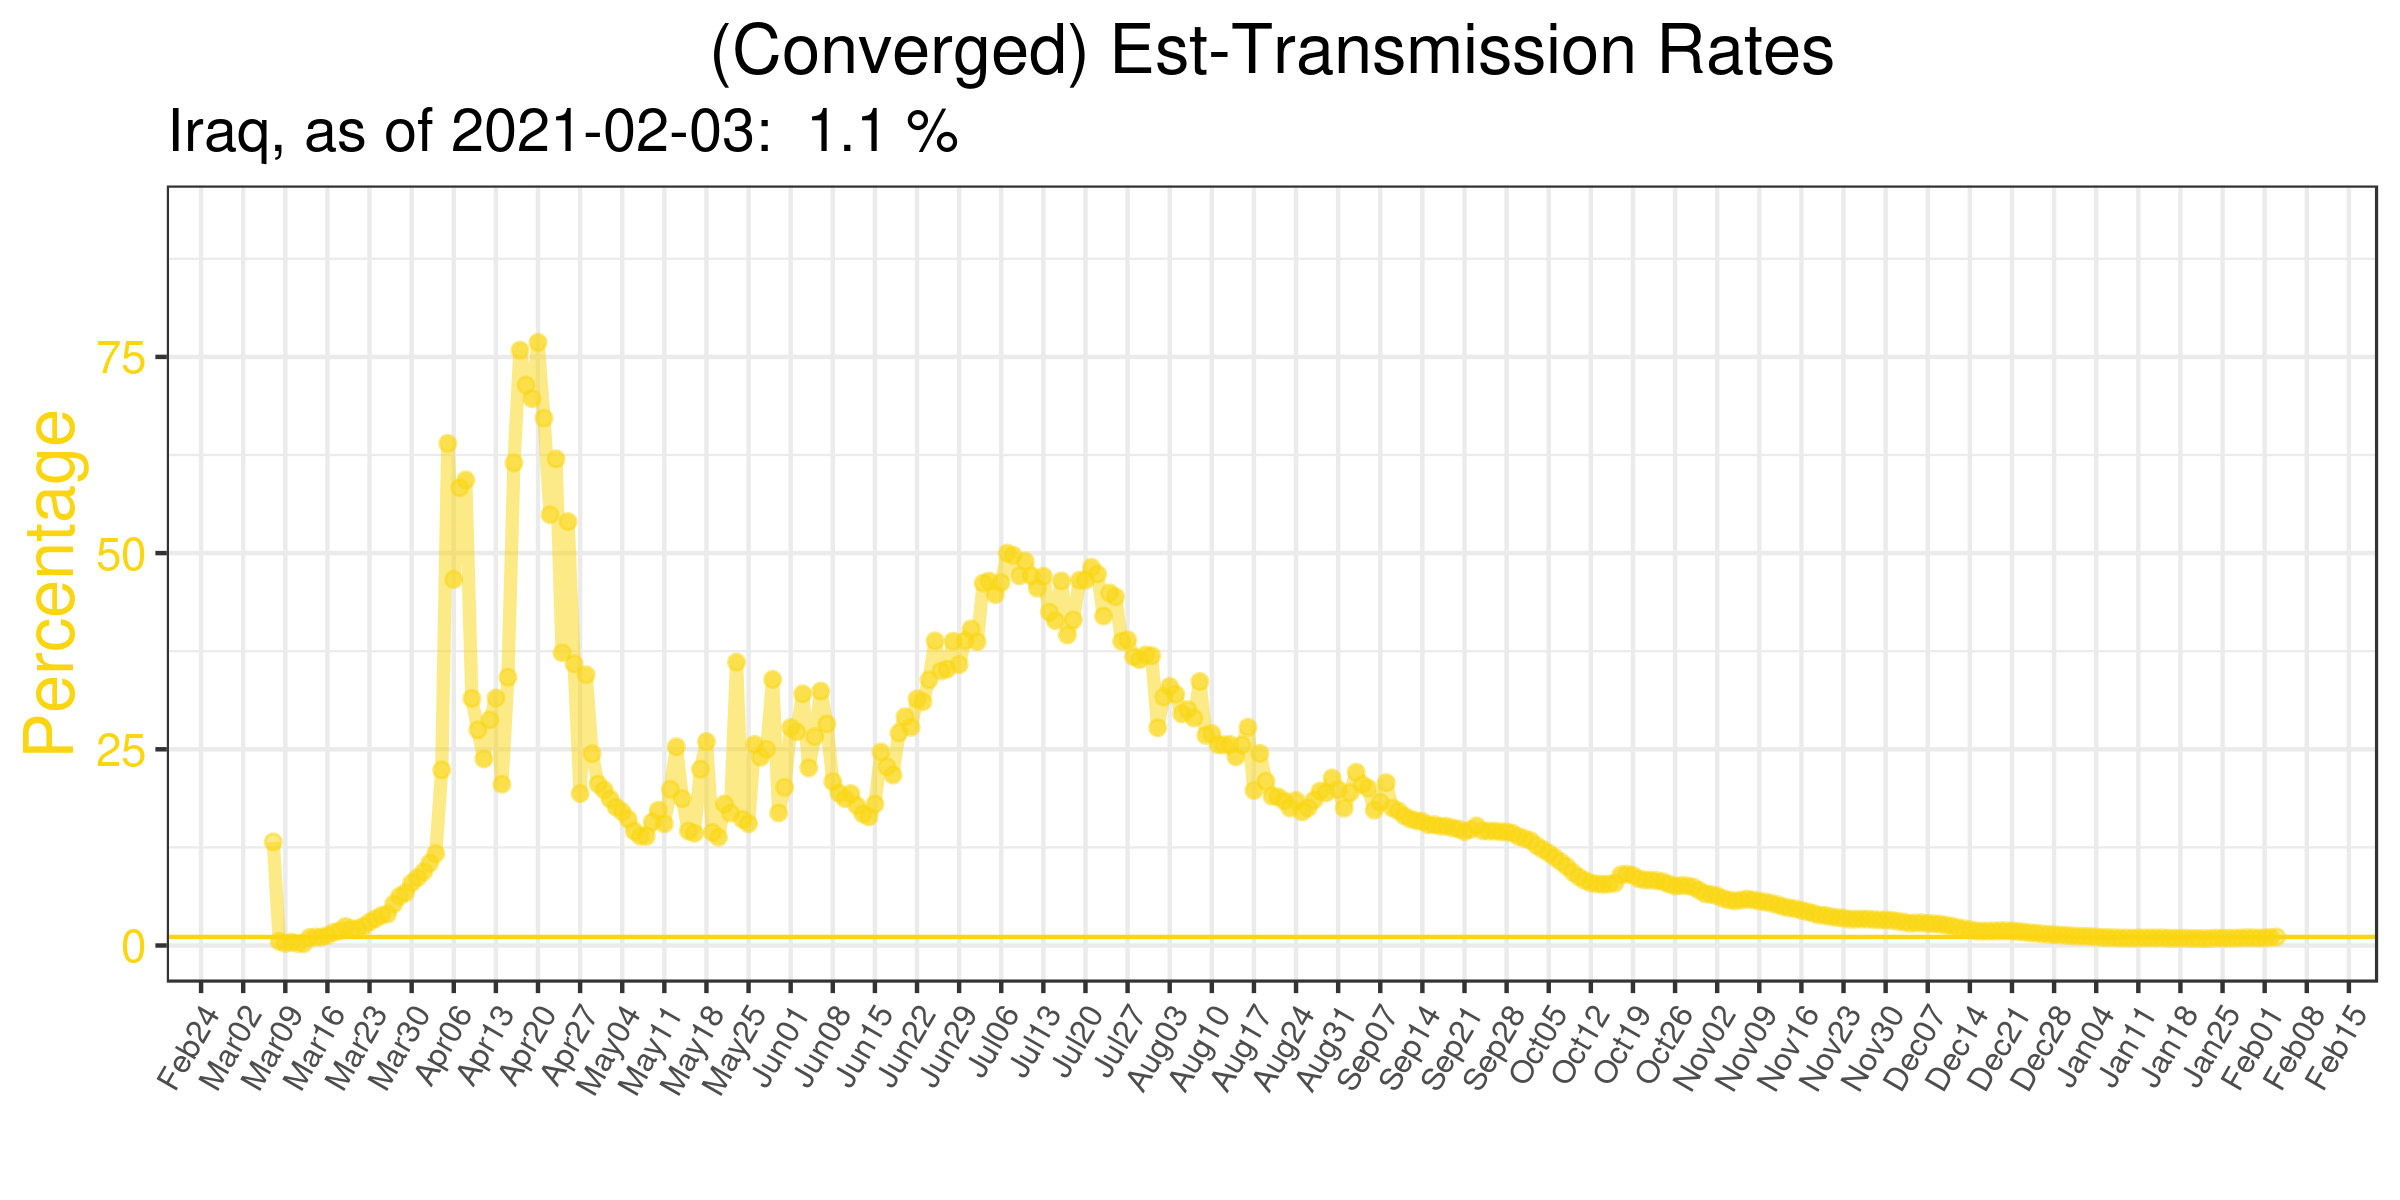 (Converged) Est-Transmission Rates
Iraq, as of 2021-02-03:  1.1 %
Percentage
75
50
25
0
Feb24
Mar02
Mar09
Mar16
Mar23
Mar30
Apr06
Apr13
Apr20
Apr27
May04
May11
May18
May25
Jun01
Jun08
Jun15
Jun22
Jun29
Jul06
Jul13
Jul20
Jul27
Aug03
Aug10
Aug17
Aug24
Aug31
Sep07
Sep14
Sep21
Sep28
Oct05
Oct12
Oct19
Oct26
Nov02
Nov09
Nov16
Nov23
Nov30
Dec07
Dec14
Dec21
Dec28
Jan04
Jan11
Jan18
Jan25
Feb01
Feb08
Feb15